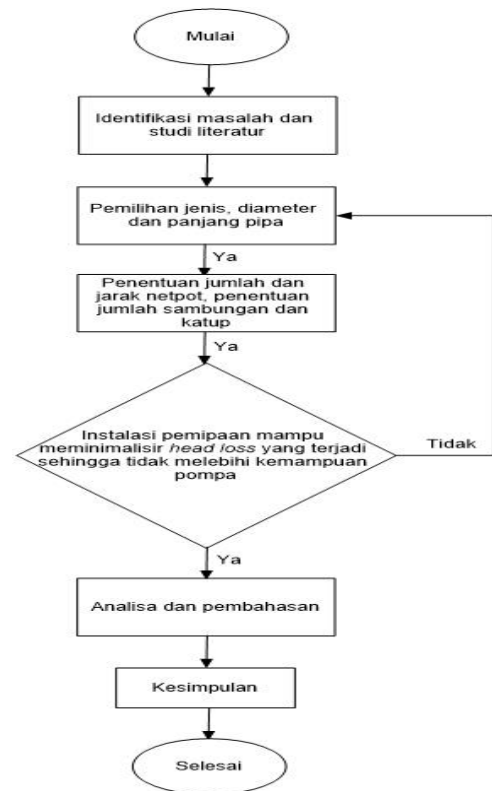 Mulai
Identifikasi masalah dan
studi literatur
Pemilihan jenis, diameter
dan panjang pipa
Ya
Penentuan jumlah dan
jarak netpot, penentuan
jumlah sambungan dan
katup
Ya
Instalasi pemipaan mampu
meminimalisir head loss yang terjadi
sehingga tidak melebihi kemampuan
pompa
Tidak
Ya
Analisa dan pembahasan
Kesimpulan
Selesai